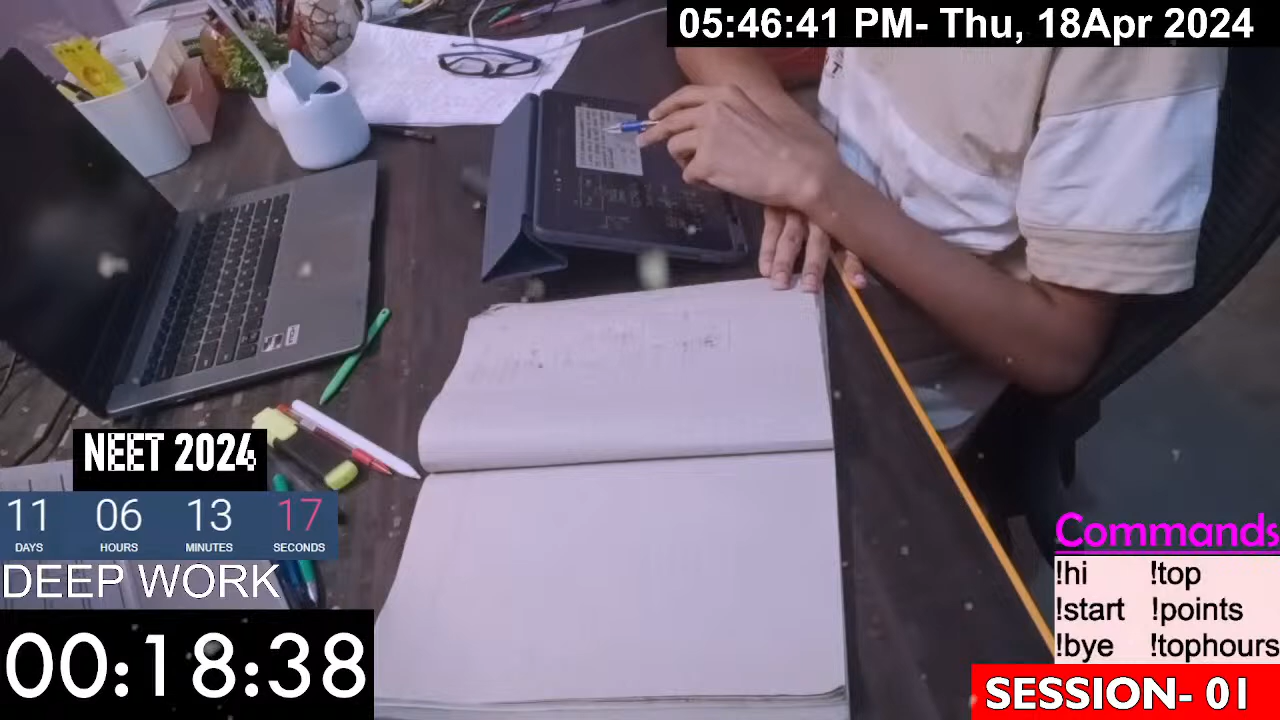 05:46:41 PM- Thu, 18Apr 2024
NEET 2024
11 06 13 17
DAYS HOURS MINUTES SECONDS
DEEP WORK
00:18:38
Commands
!hi !top
!start !points
!bye !tophours
SESSION- 01